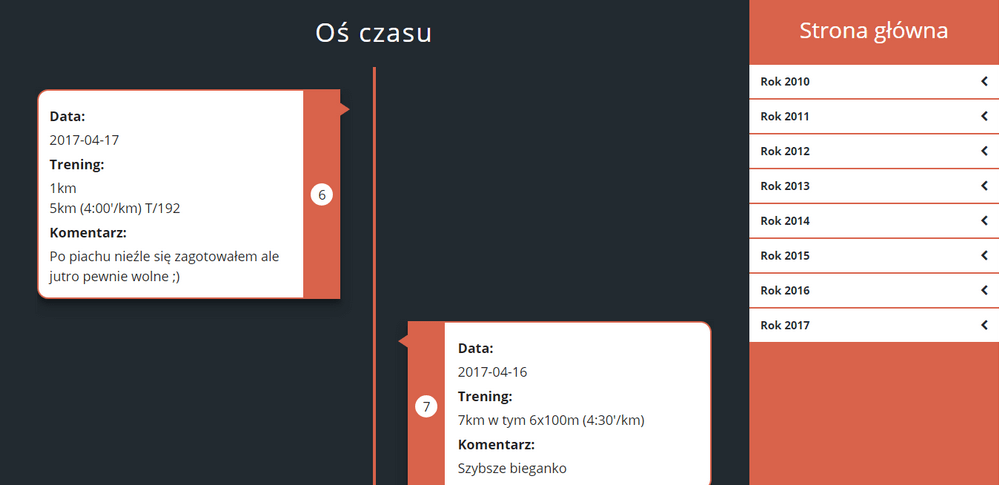 Oś czasu
Data:
2017-04-17
Trening:
1km
5km (4:00'/km) T/192
Komentarz:
Po piachu nieźle się zagotowałem ale
jutro pewnie wolne ;)
6
7
Data:
2017-04-16
Trening:
7km w tym 6x100m (4:30'/km)
Komentarz:
Szybsze bieganko
Strona główna
Rok 2010
Rok 2011
Rok 2012
Rok 2013
Rok 2014
Rok 2015
Rok 2016
Rok 2017